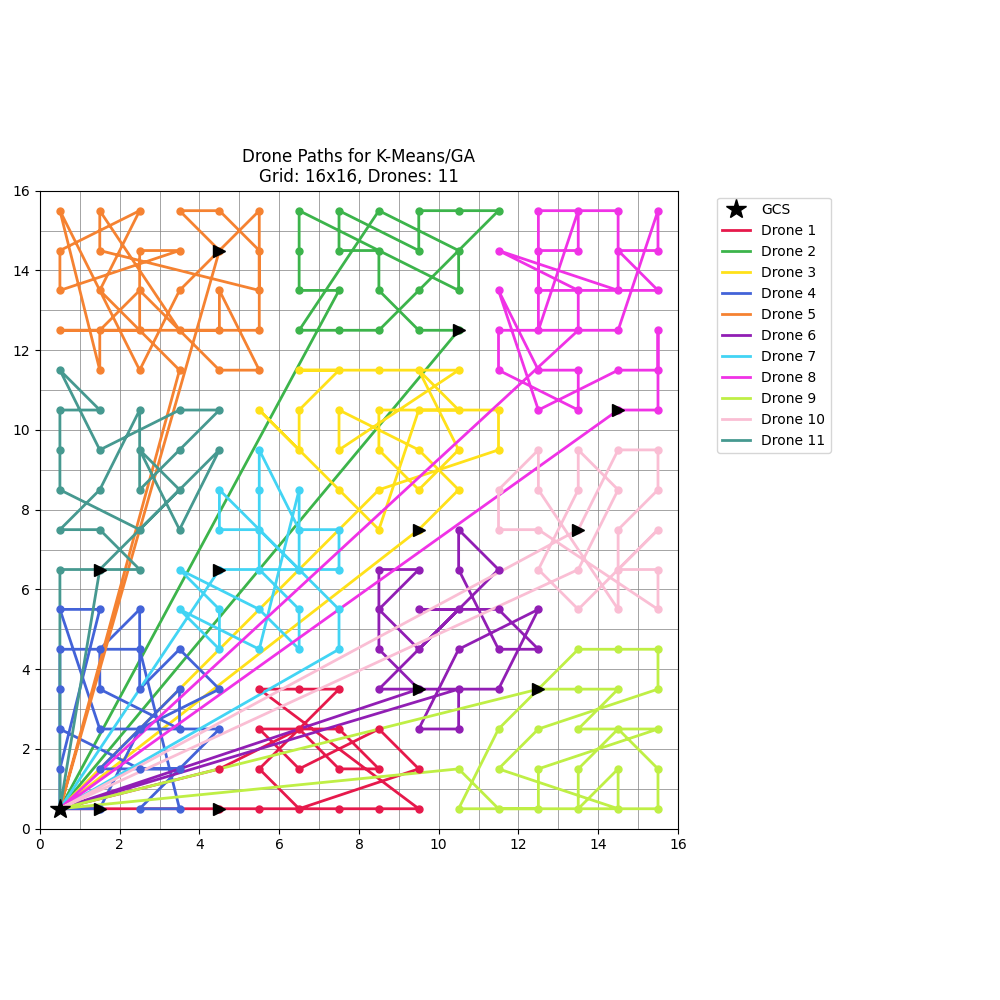 Drone Paths for K-Means/GA
Grid: 16x16, Drones: 11
16
14
12
10
8
6
4
2
0
0 2 4 6 8 10 12 14 16
GCS
Drone 1
Drone 2
Drone 3
Drone 4
Drone 5
Drone 6
Drone 7
Drone 8
Drone 9
Drone 10
Drone 11